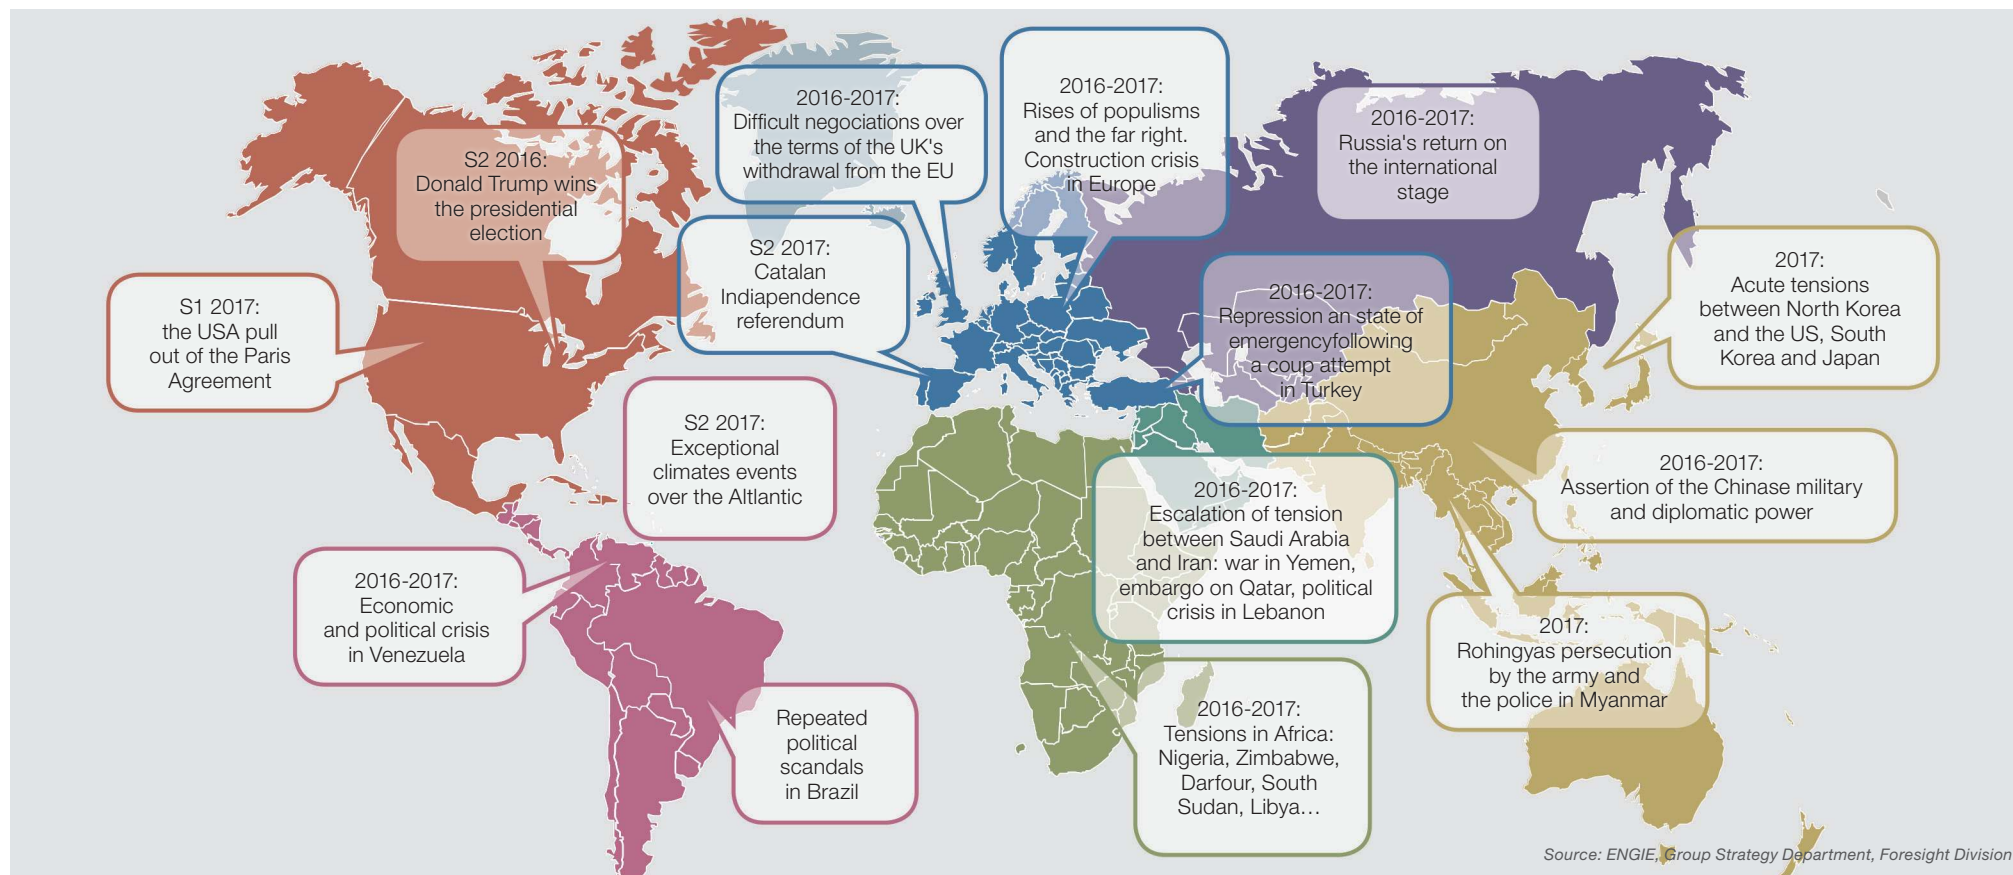 2016-2017:
Difficult negociations over
the terms of the UK's
withdrawal from the EU
2016-2017:
Rises of populisms
and the far right.
Construction crisis
in Europe
2016-2017:
Russia's return on
the international
stage
S2 2016:
Donald Trump wins
the presidential
election
S2 2017:
Catalan
Indiapendence
referendum
2016-2017:
Repression an state of
emergencyfollowing
a coup attempt
in Turkey
2017:
Acute tensions
between North Korea
and the US, South
Korea and Japan
S1 2017:
the USA pull
out of the Paris
Agreement
S2 2017:
Exceptional
climates events
over the Altlantic
2016-2017:
Escalation of tension
between Saudi Arabia
and Iran: war in Yemen,
embargo on Qatar, political
crisis in Lebanon
2016-2017:
Assertion of the Chinase military
and diplomatic power
2016-2017:
Economic
and political crisis
in Venezuela
2017:
Rohingyas persecution
by the army and
the police in Myanmar
Repeated
political
scandals
in Brazil
2016-2017:
Tensions in Africa:
Nigeria, Zimbabwe,
Darfour, South
Sudan, Libya…
Source: ENGIE, Group Strategy Department, Foresight Division